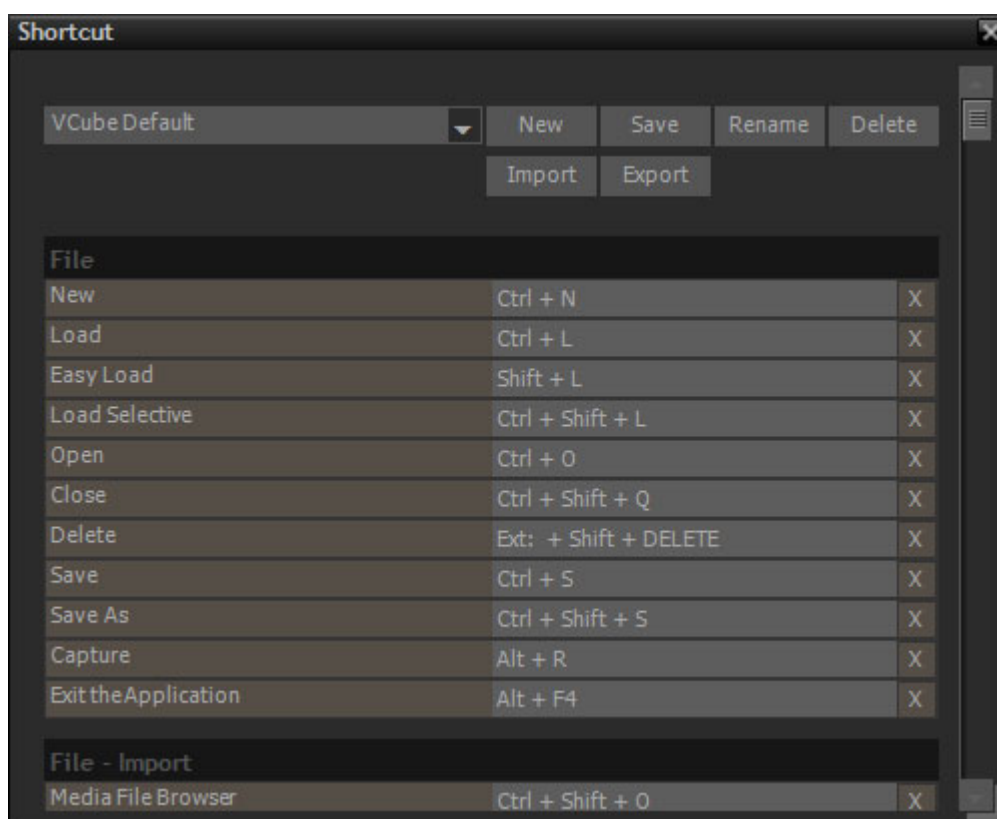 Shortcut
VCube Default New Save Rename Delete
Import Export
File
New Ctrl + N X
Load Ctrl + L X
Easy Load Shift + L X
Load Selective Ctrl + Shift + L X
Open Ctrl + O X
Close Ctrl + Shift + Q X
Delete Ext: + Shift + DELETE X
Save Ctrl + S X
Save As Ctrl + Shift + S X
Capture Alt + R X
Exit the Application Alt + F4 X
File - Import
Media File Browser Ctrl + Shift + O X